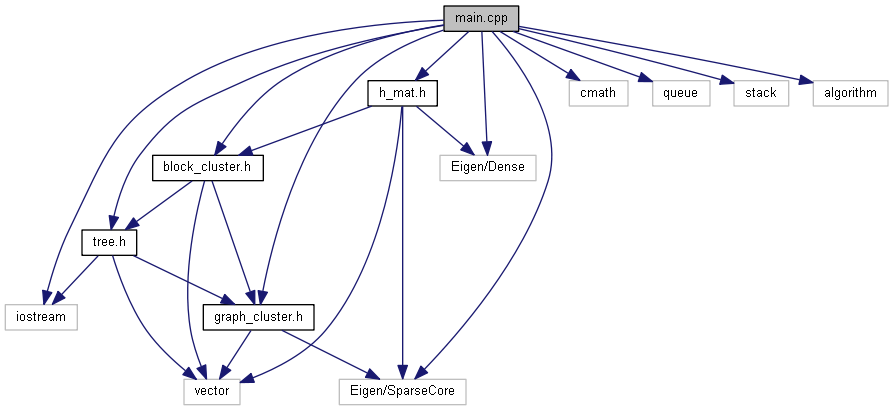 main.cpp
h_mat.h
cmath
queue
stack
algorithm
block_cluster.h
Eigen/Dense
tree.h
iostream
graph_cluster.h
vector
Eigen/SparseCore